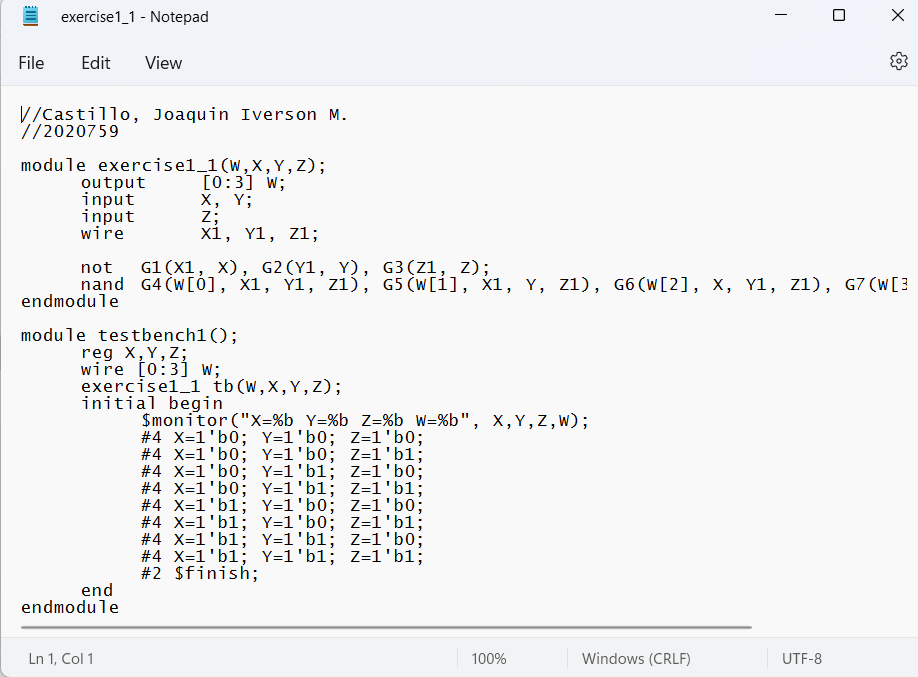 exercise1_1 - Notepad
File Edit View
//Castillo, Joaquin Iverson M.
//2020759
module exercise1_1(W,X,Y,Z);
output [0:3] W;
input X, Y;
input Z;
wire X1, Y1, Z1;
not G1(X1, X), G2(Y1, Y), G3(Z1, Z);
nand G4(W[0], X1, Y1, Z1), G5(W[1], X1, Y, Z1), G6(W[2], X, Y1, Z1), G7(W[3
endmodule
module testbench1();
reg X,Y,Z;
wire [0:3] W;
exercise1_1 tb(W,X,Y,Z);
initial begin
$monitor("X=%b Y=%b Z=%b W=%b", X,Y,Z,W);
#4 X=1'b0; Y=1'b0; Z=1'b0;
#4 X=1'b0; Y=1'b0; Z=1'b1;
#4 X=1'b0; Y=1'b1; Z=1'b0;
#4 X=1'b0; Y=1'b1; Z=1'b1;
#4 X=1'b1; Y=1'b0; Z=1'b0;
#4 X=1'b1; Y=1'b0; Z=1'b1;
#4 X=1'b1; Y=1'b1; Z=1'b0;
#4 X=1'b1; Y=1'b1; Z=1'b1;
#2 $finish;
end
endmodule
Ln 1, Col 1 100% Windows (CRLF) UTF-8